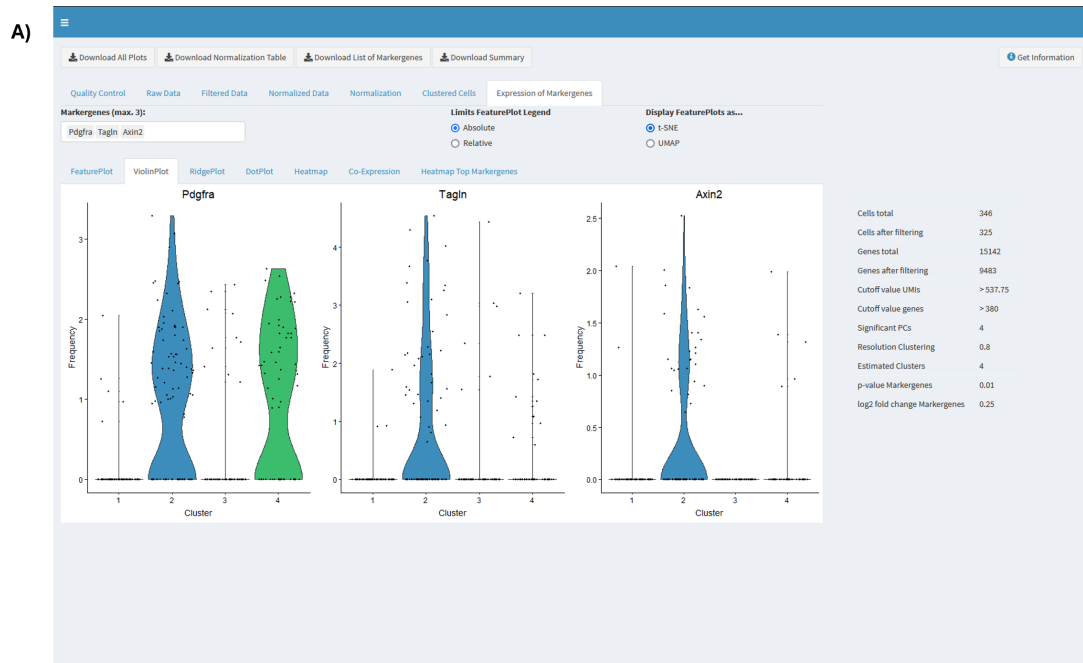 A)
Download All Plots Download Normalization Table Download List of Markergenes Download Summary Get Information
Quality Control Raw Data Filtered Data Normalized Data Normalization Clustered Cells Expression of Markergenes
Markergenes (max. 3): Limits FeaturePlot Legend Display FeaturePlots as...
Pdgfra Tagln Axin2 Absolute t-SNE
Relative UMAP
FeaturePlot ViolinPlot RidgePlot DotPlot Heatmap Co-Expression Heatmap Top Markergenes
Pdgfra
Frequency
3
2
1
0
1 2 3 4
Cluster
Tagln
Frequency
4
3
2
1
0
1 2 3 4
Cluster
Axin2
Frequency
2.5
2.0
1.5
1.0
0.5
0.0
1 2 3 4
Cluster
Cells total 346
Cells after filtering 325
Genes total 15142
Genes after filtering 9483
Cutoff value UMIs > 537.75
Cutoff value genes > 380
Significant PCs 4
Resolution Clustering 0.8
Estimated Clusters 4
p-value Markergenes 0.01
log2 fold change Markergenes 0.25